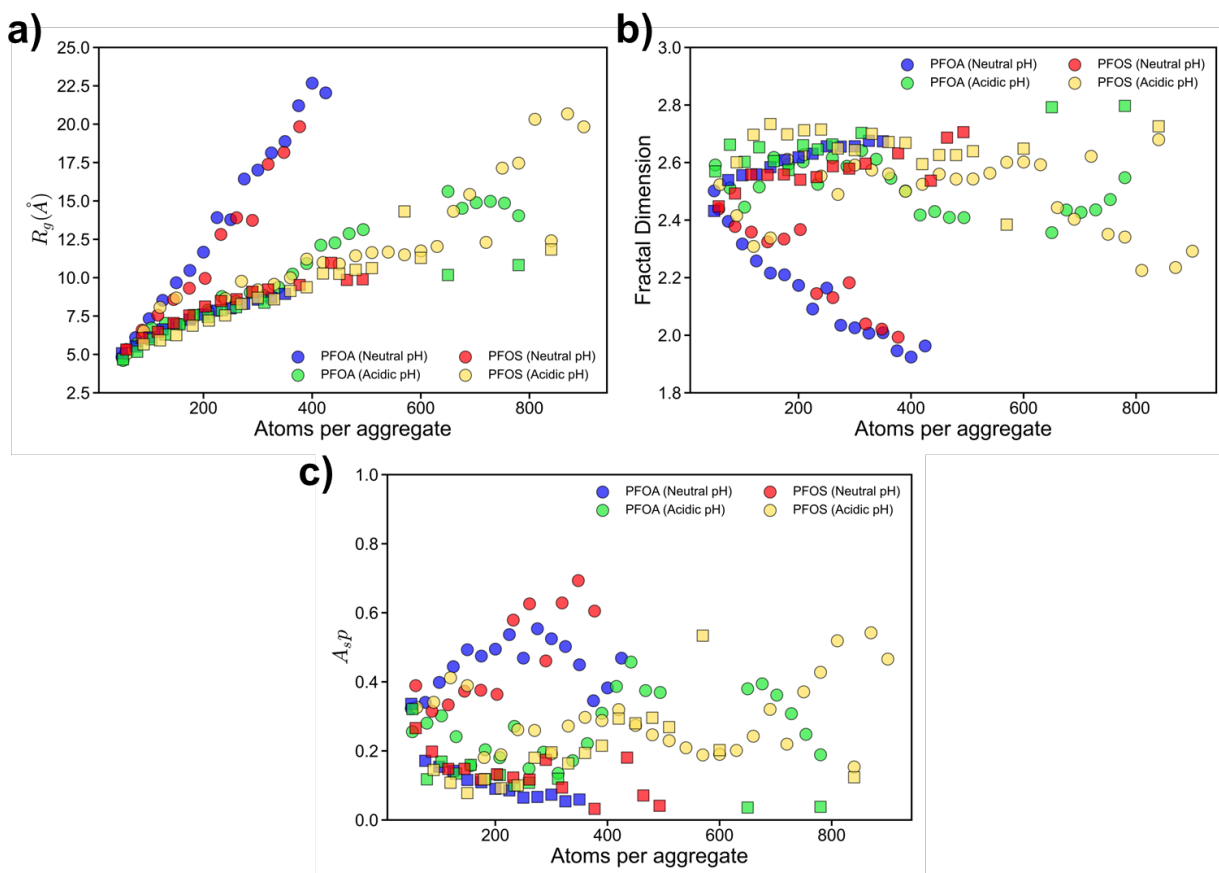 a)
25.0
22.5
20.0
17.5
15.0
12.5
10.0
7.5
5.0
2.5
R_g(Å)
PFOA (Neutral pH) PFOS (Neutral pH)
PFOA (Acidic pH) PFOS (Acidic pH)
200 400 600 800
Atoms per aggregate
b)
3.0
2.8
2.6
2.4
2.2
2.0
1.8
Fractal Dimension
PFOA (Neutral pH) PFOS (Neutral pH)
PFOA (Acidic pH) PFOS (Acidic pH)
200 400 600 800
Atoms per aggregate
c)
1.0
0.8
0.6
0.4
0.2
0.0
A_sp
PFOA (Neutral pH) PFOS (Neutral pH)
PFOA (Acidic pH) PFOS (Acidic pH)
200 400 600 800
Atoms per aggregate